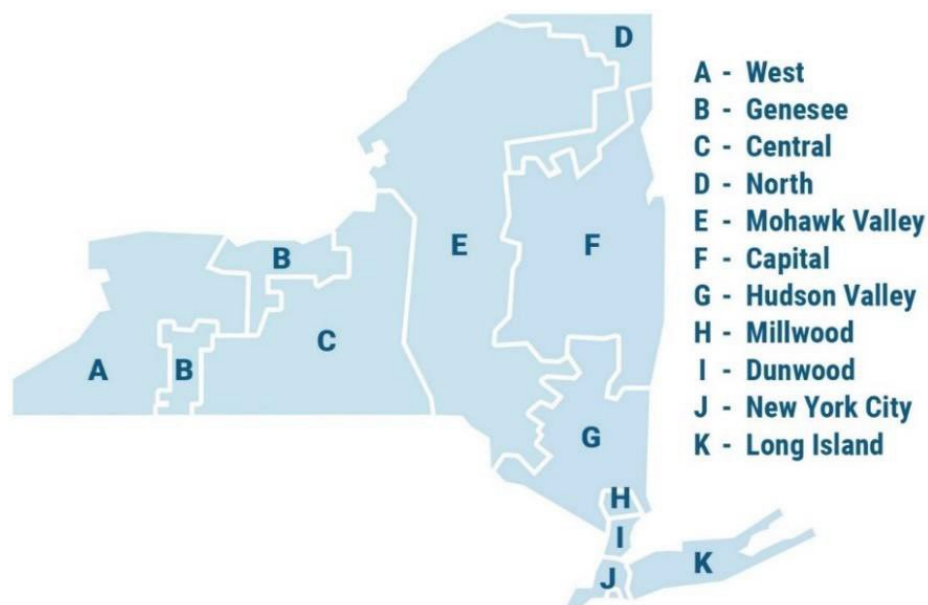 D
B
E
F
C
A
B
G
H
I
J
K
A - West
B - Genesee
C - Central
D - North
E - Mohawk Valley
F - Capital
G - Hudson Valley
H - Millwood
I - Dunwood
J - New York City
K - Long Island